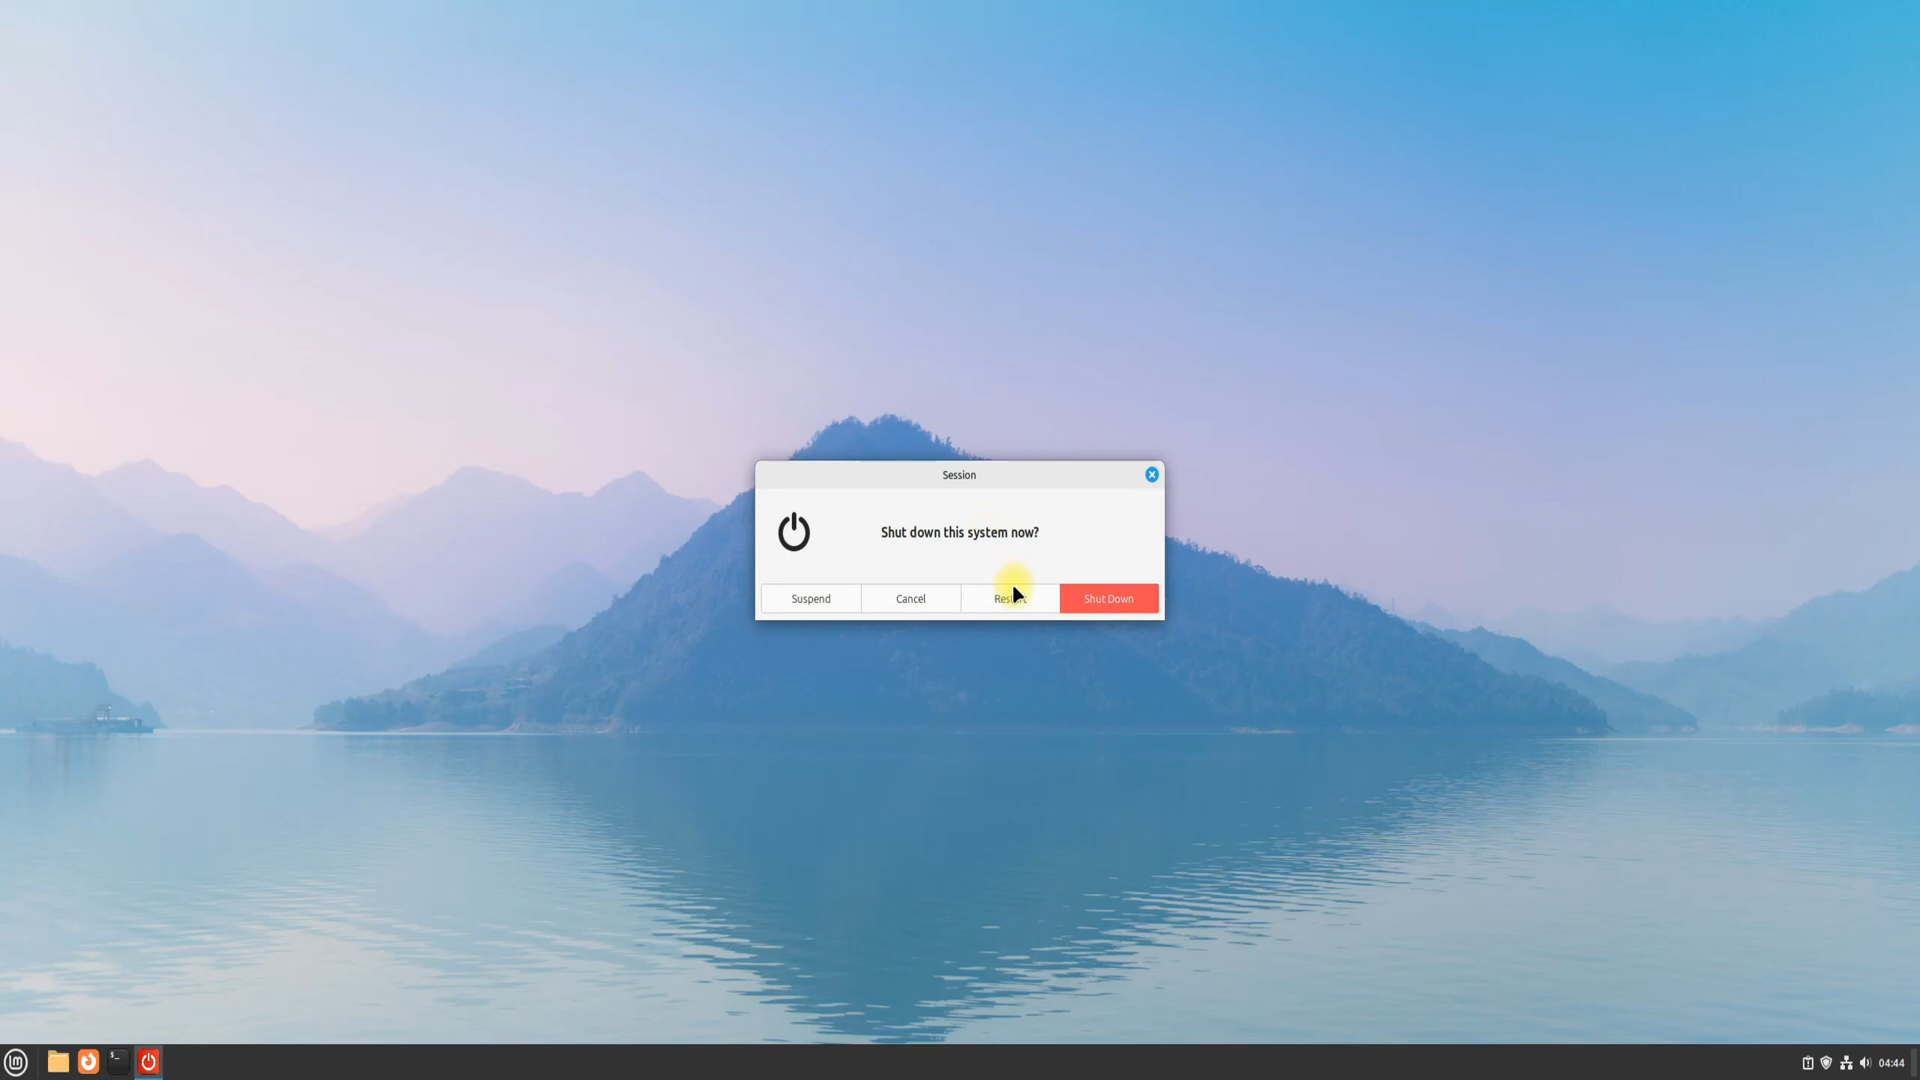 Session
Shut down this system now?
Suspend
Cancel
Shut Down
04:44